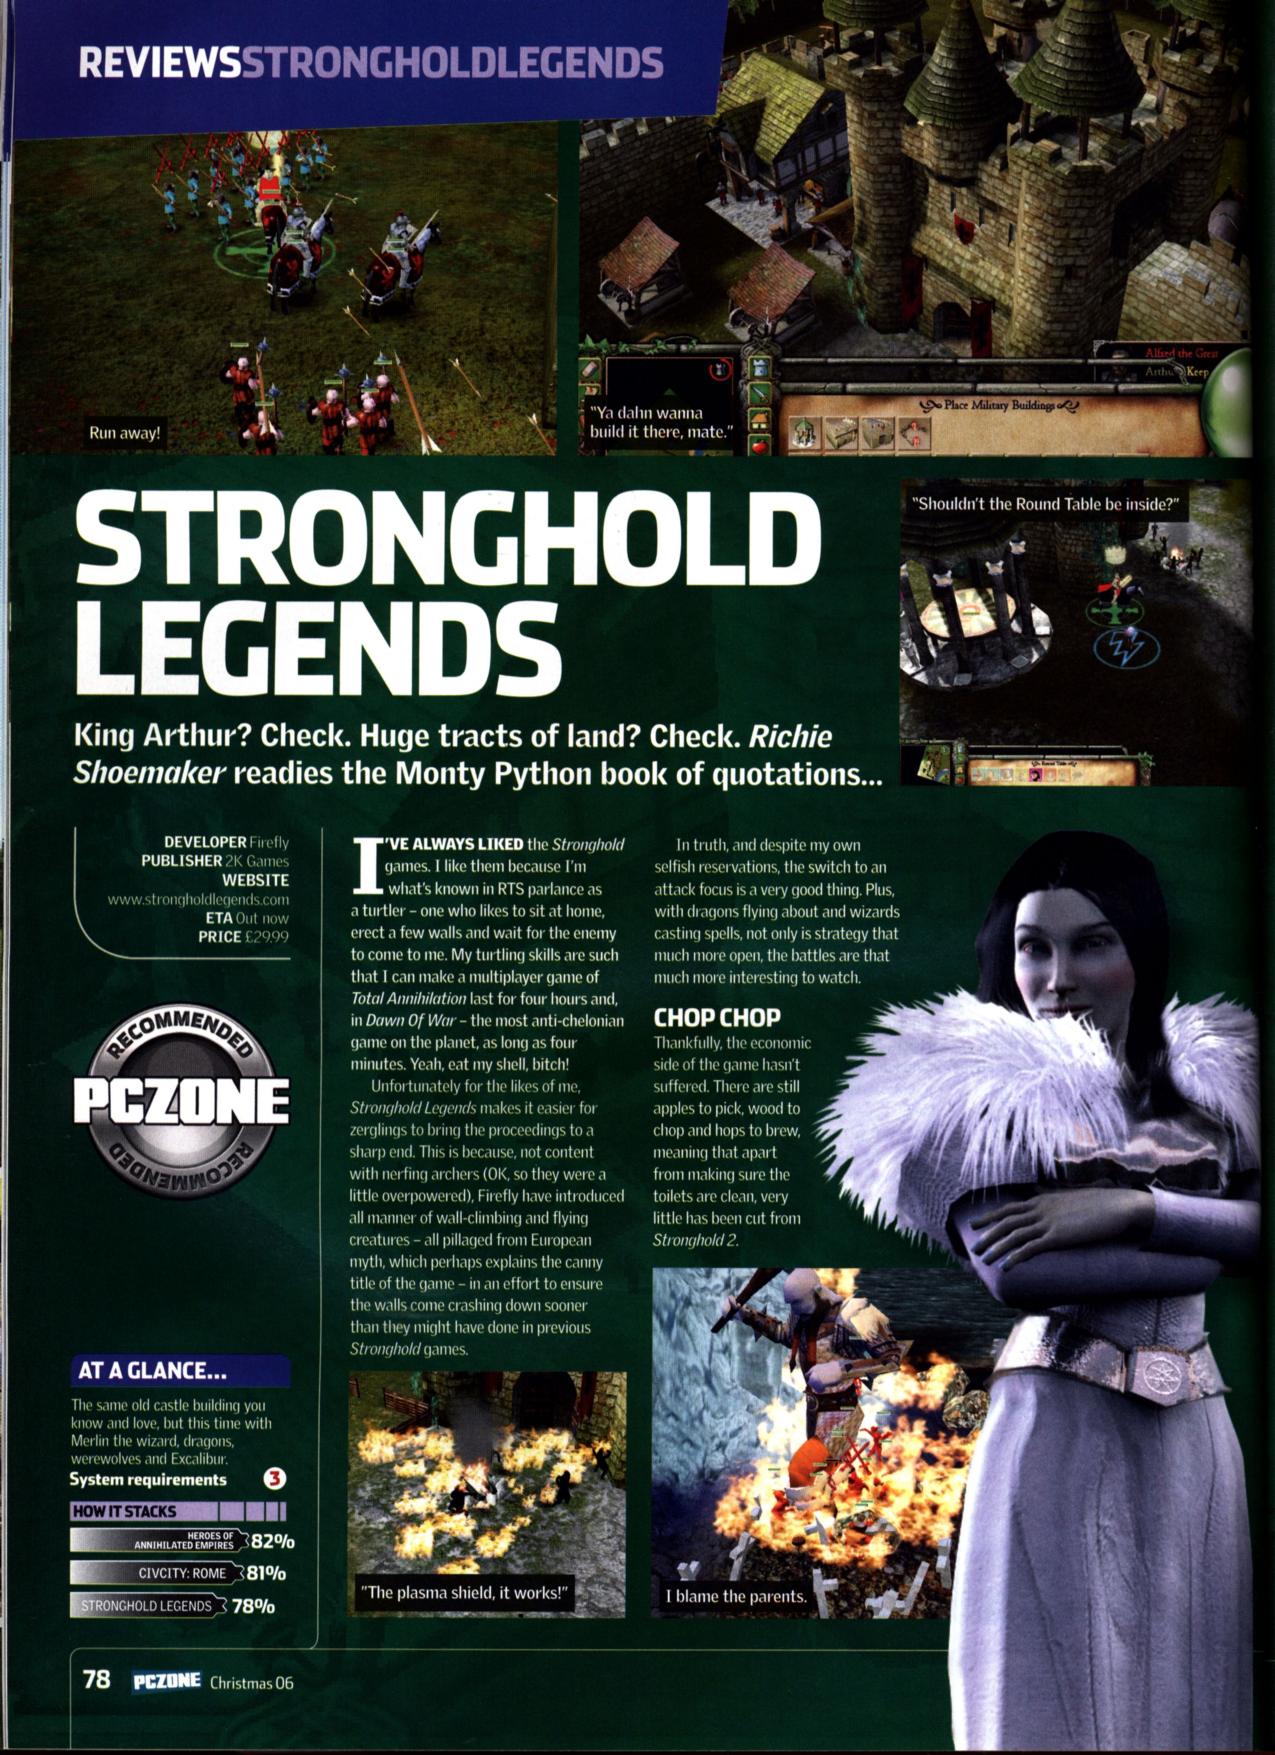 REVIEWSSTRONGHOLDLEGENDS
Run away!
"Ya dahn wanna
build it there, mate."
Alfred the Great
Keep
Place Military Buildings
STRONGHOLD
LEGENDS
"Shouldn't the Round Table be inside?"
King Arthur? Check. Huge tracts of land? Check. Richie
Shoemaker readies the Monty Python book of quotations...
DEVELOPER Firefly
PUBLISHER 2K Games
WEBSITE
www.strongholdlegends.com
ETA Out now
PRICE £29.99
RECOMMENDED
PCZONE
RECOMMENDED
AT A GLANCE...
The same old castle building you
know and love, but this time with
Merlin the wizard, dragons,
werewolves and Excalibur.
System requirements 3
HOW IT STACKS
HEROES OF
ANNIHILATED EMPIRES 82%
CIVCITY: ROME 81%
STRONGHOLD LEGENDS 78%
I'VE ALWAYS LIKED the Stronghold
games. I like them because I'm
what's known in RTS parlance as
a turtler – one who likes to sit at home,
erect a few walls and wait for the enemy
to come to me. My turtling skills are such
that I can make a multiplayer game of
Total Annihilation last for four hours and,
in Dawn Of War – the most anti-chelonian
game on the planet, as long as four
minutes. Yeah, eat my shell, bitch!
Unfortunately for the likes of me,
Stronghold Legends makes it easier for
zerglings to bring the proceedings to a
sharp end. This is because, not content
with nerfing archers (OK, so they were a
little overpowered), Firefly have introduced
all manner of wall-climbing and flying
creatures – all pillaged from European
myth, which perhaps explains the canny
title of the game – in an effort to ensure
the walls come crashing down sooner
than they might have done in previous
Stronghold games.
"The plasma shield, it works!"
In truth, and despite my own
selfish reservations, the switch to an
attack focus is a very good thing. Plus,
with dragons flying about and wizards
casting spells, not only is strategy that
much more open, the battles are that
much more interesting to watch.
CHOP CHOP
Thankfully, the economic
side of the game hasn't
suffered. There are still
apples to pick, wood to
chop and hops to brew,
meaning that apart
from making sure the
toilets are clean, very
little has been cut from
Stronghold 2.
I blame the parents.
78 PCZONE Christmas 06